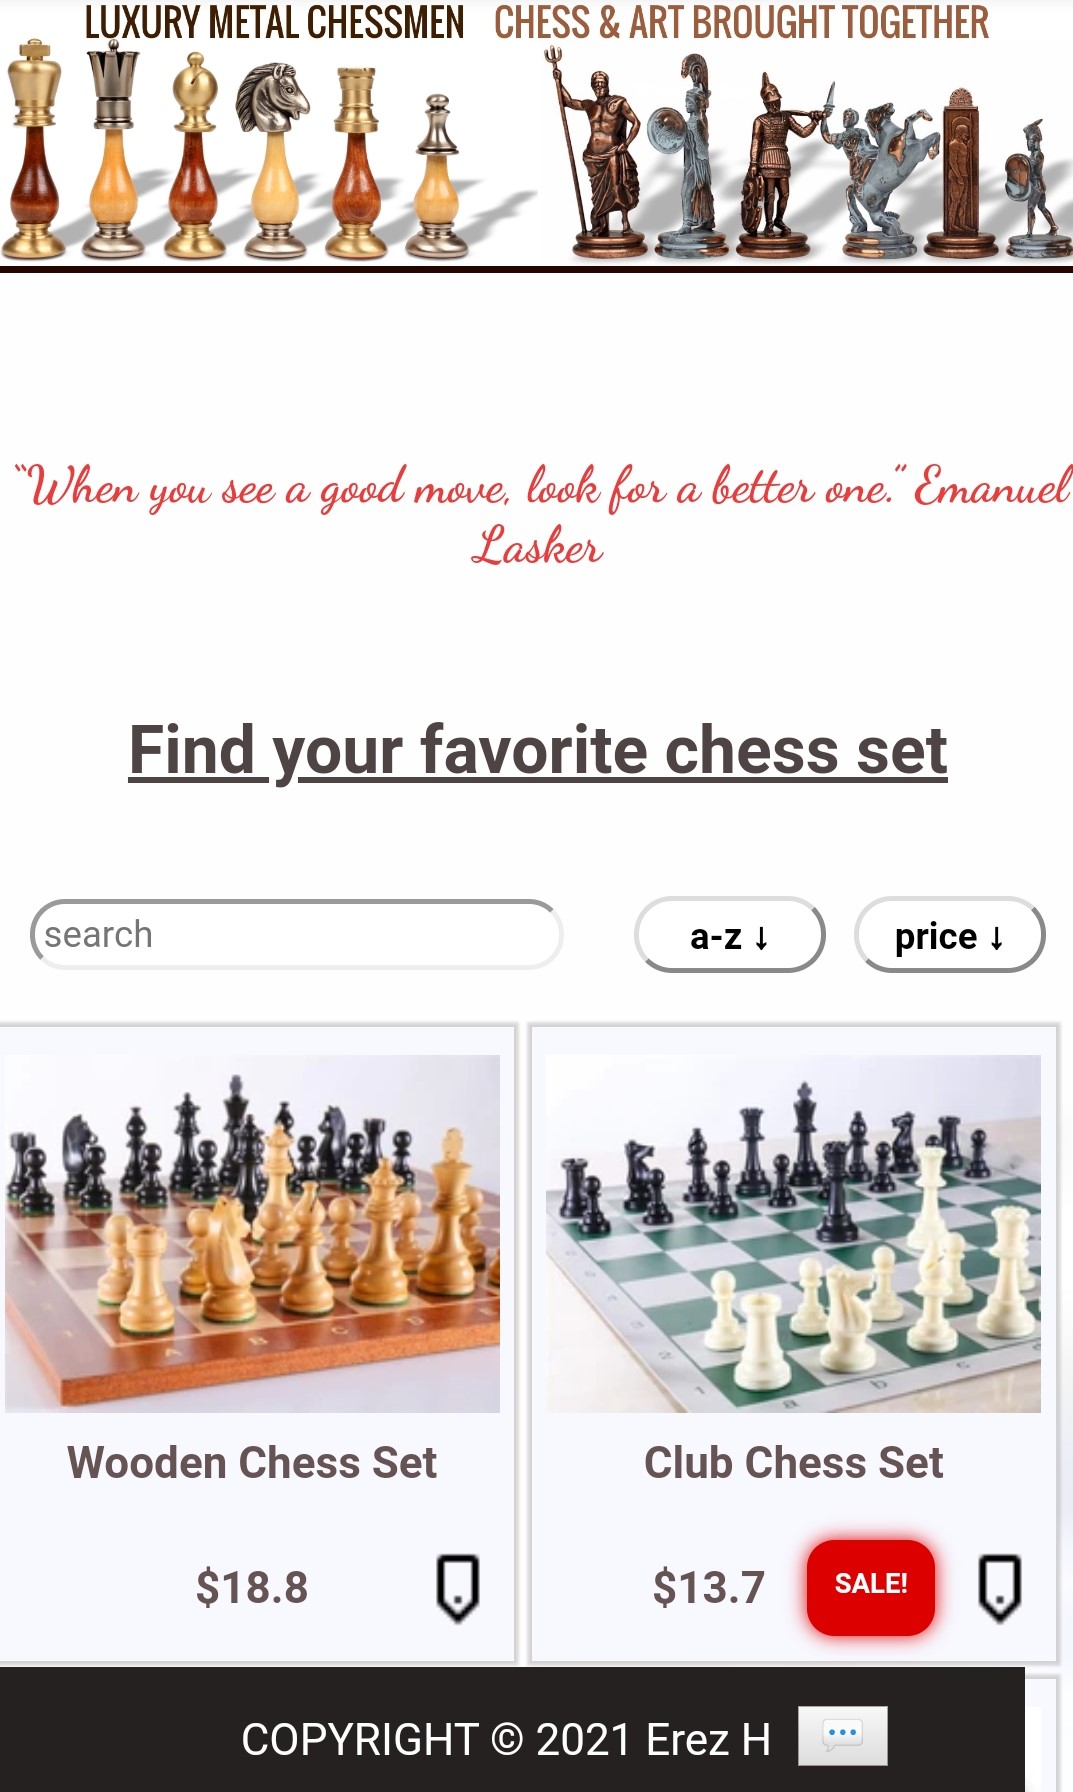 LUXURY METAL CHESSMEN CHESS & ART BROUGHT TOGETHER
“When you see a good move, look for a better one.” Emanuel
Lasker
Find your favorite chess set
search a-z ↓ price ↓
A B C D
1 2 a b c
Wooden Chess Set Club Chess Set
$18.8 $13.7 SALE!
COPYRIGHT © 2021 Erez H